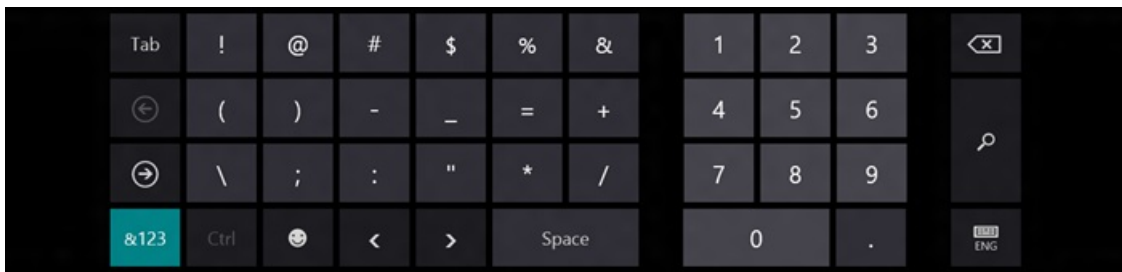 Tab ! @ # $ % & 1 2 3
( ) - _ = + 4 5 6
\ ; : " * / 7 8 9
&123 Ctrl < > Space 0 . ENG